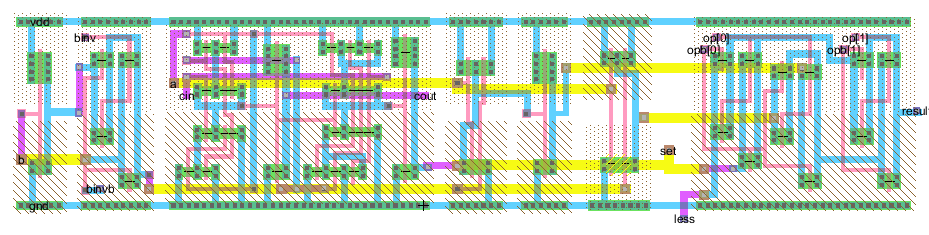 vdd
binv
op[0]
op[1]
opb[0]
opb[1]
a
cin
cout
result
b
set
binvb
gnd
less